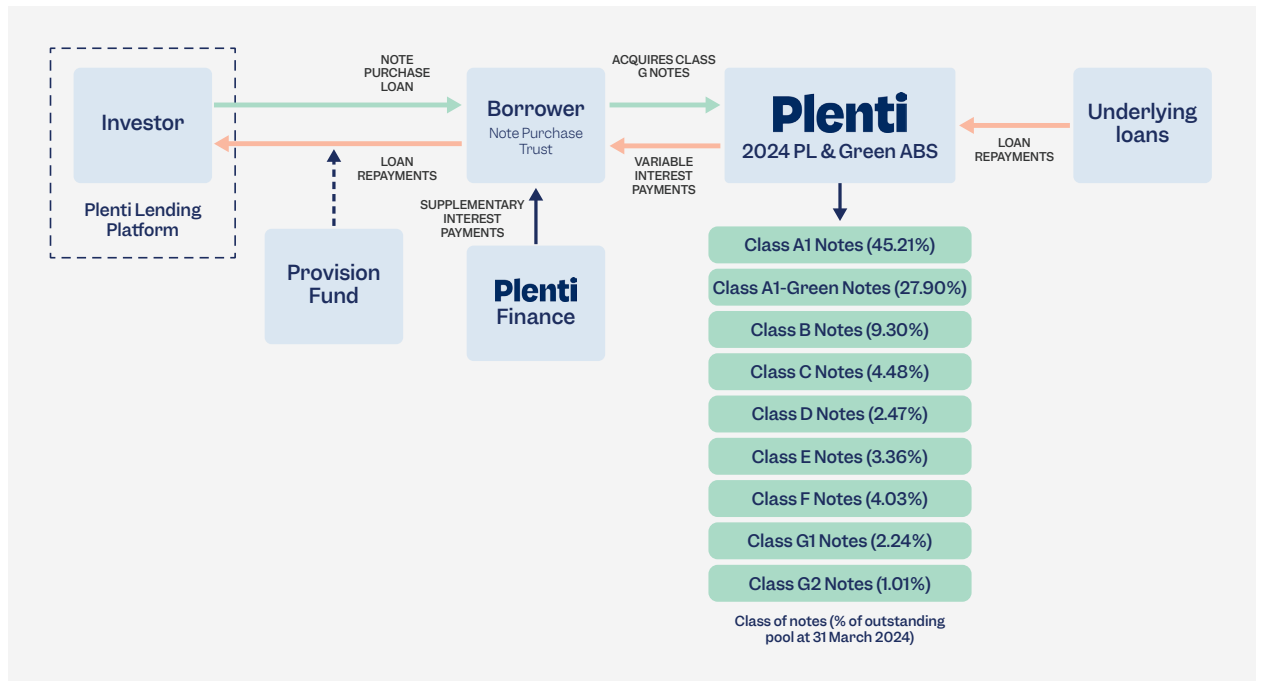 Investor
Plenti Lending
Platform
NOTE
PURCHASE
LOAN
LOAN
REPAYMENTS
Provision
Fund
Borrower
Note Purchase
Trust
SUPPLEMENTARY
INTEREST
PAYMENTS
Plenti
Finance
ACQUIRES CLASS
G NOTES
VARIABLE
INTEREST
PAYMENTS
Plenti
2024 PL & Green ABS
LOAN
REPAYMENTS
Underlying
loans
Class A1 Notes (45.21%)
Class A1-Green Notes (27.90%)
Class B Notes (9.30%)
Class C Notes (4.48%)
Class D Notes (2.47%)
Class E Notes (3.36%)
Class F Notes (4.03%)
Class G1 Notes (2.24%)
Class G2 Notes (1.01%)
Class of notes (% of outstanding
pool at 31 March 2024)